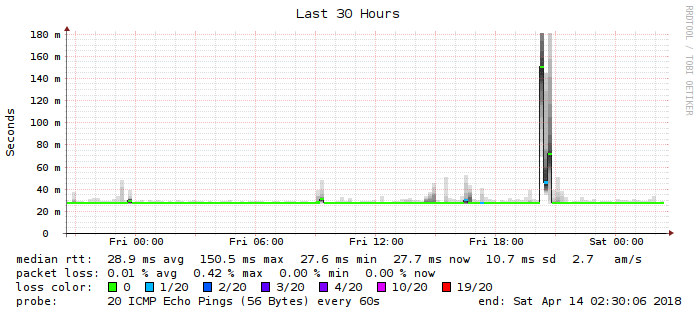 Last 30 Hours
RRDTOOL / TOBI OETIKER
Seconds
180 m
160 m
140 m
120 m
100 m
80 m
60 m
40 m
20 m
0
Fri 00:00 Fri 06:00 Fri 12:00 Fri 18:00 Sat 00:00
median rtt: 28.9 ms avg 150.5 ms max 27.6 ms min 27.7 ms now 10.7 ms sd 2.7 am/s
packet loss: 0.01 % avg 0.42 % max 0.00 % min 0.00 % now
loss color: 0 1/20 2/20 3/20 4/20 10/20 19/20
probe: 20 ICMP Echo Pings (56 Bytes) every 60s end: Sat Apr 14 02:30:06 2018